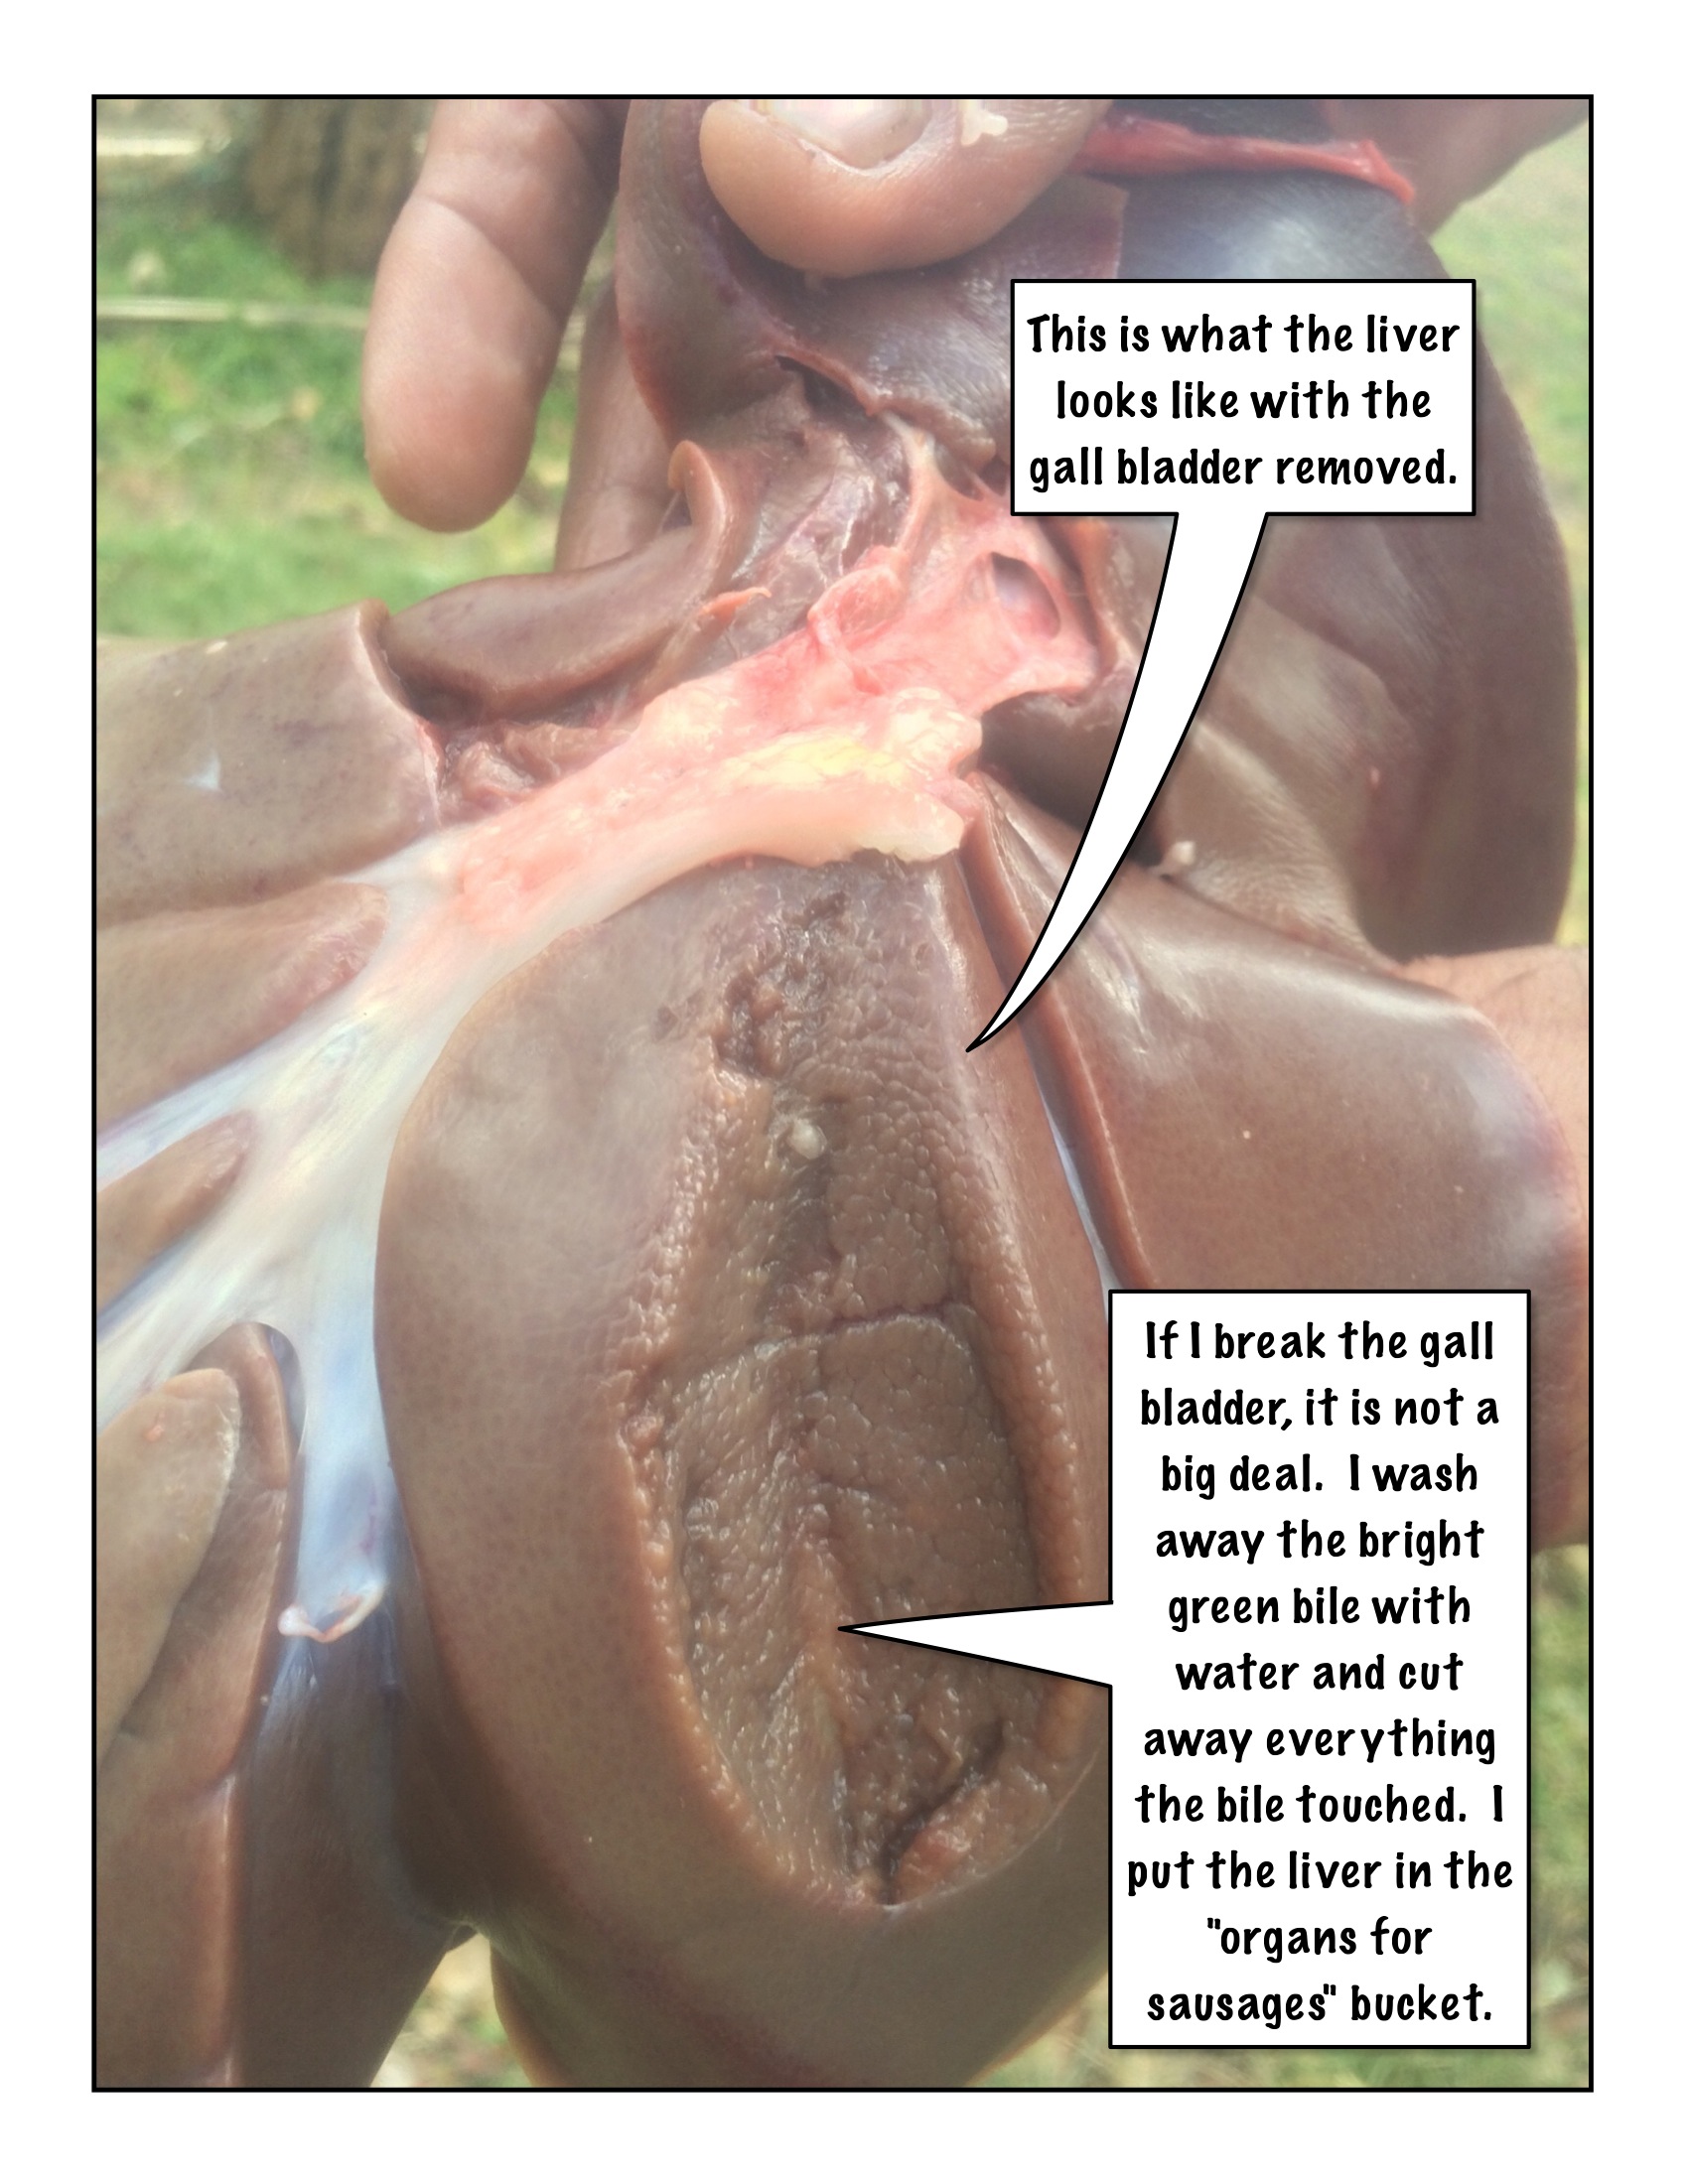 This is what the liver
looks like with the
gall bladder removed.
If I break the gall
bladder, it is not a
big deal.  I wash
away the bright
green bile with
water and cut
away everything
the bile touched.  I
put the liver in the
"organs for
sausages" bucket.